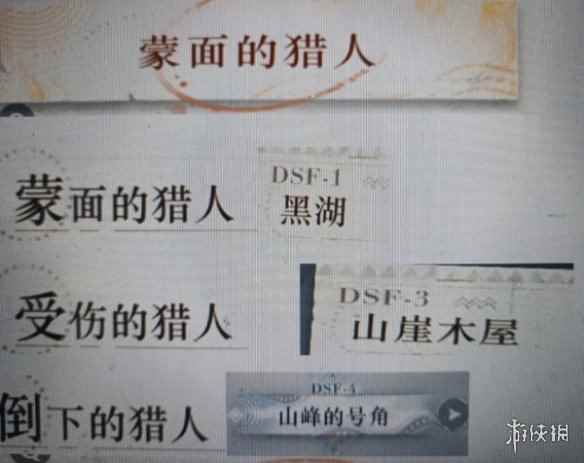 蒙面的猎人
DSF-1
蒙面的猎人 黑湖
DSF-3
受伤的猎人 山崖木屋
倒下的猎人 山峰的号角
游侠网